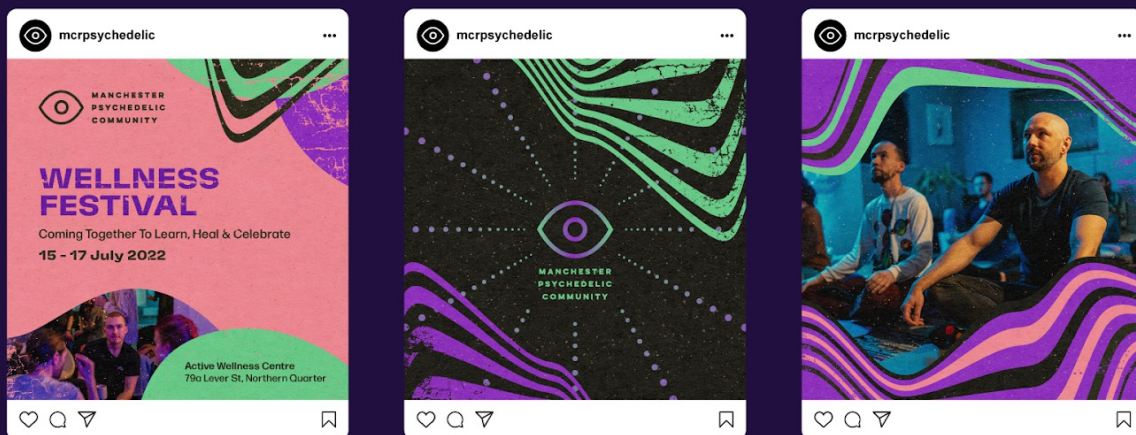 mcrpsychedelic
MANCHESTER
PSYCHEDELIC
COMMUNITY
WELLNESS
FESTIVAL
Coming Together To Learn, Heal & Celebrate
15 - 17 July 2022
Active Wellness Centre
79a Lever St, Northern Quarter
mcrpsychedelic
MANCHESTER
PSYCHEDELIC
COMMUNITY
mcrpsychedelic